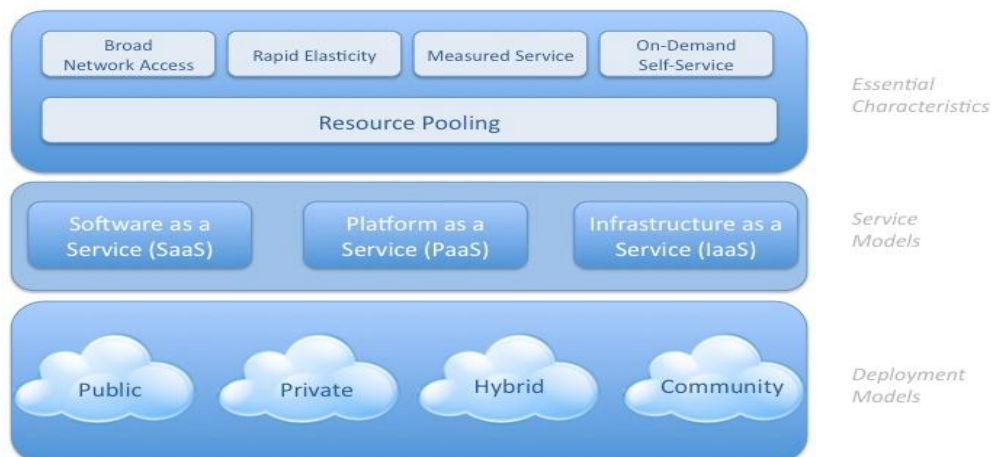 Broad
Network Access
Rapid Elasticity
Measured Service
On-Demand
Self-Service
Resource Pooling
Essential
Characteristics
Software as a
Service (SaaS)
Platform as a
Service (PaaS)
Infrastructure as a
Service (IaaS)
Service
Models
Public
Private
Hybrid
Community
Deployment
Models